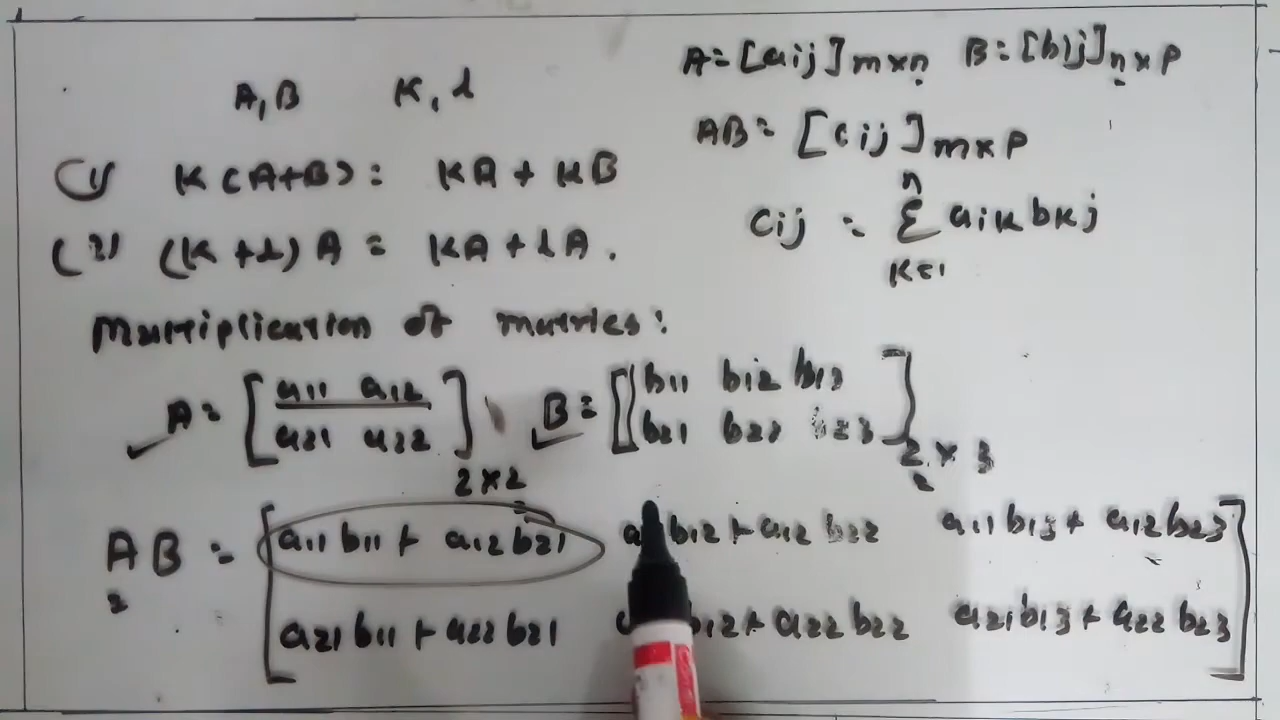 A, B K, l
(1) K(A+B) = KA + KB
(2) (K + l) A = KA + lA.
A = [aij] m×n B = [bij] n×P
AB = [cij] m×P
n
Cij = Σ aik bkj
K=1
Multiplication of matries:
A = [ a11 a12 B = [ b11 b12 b13
a21 a22 ] 2×2 b21 b22 b23 ] 2×3
AB = [ a11 b11 + a12 b21 b12 + a12 b22 a11 b13 + a12 b23
a21 b11 + a22 b21 b12 + a22 b22 a21 b13 + a22 b23 ]